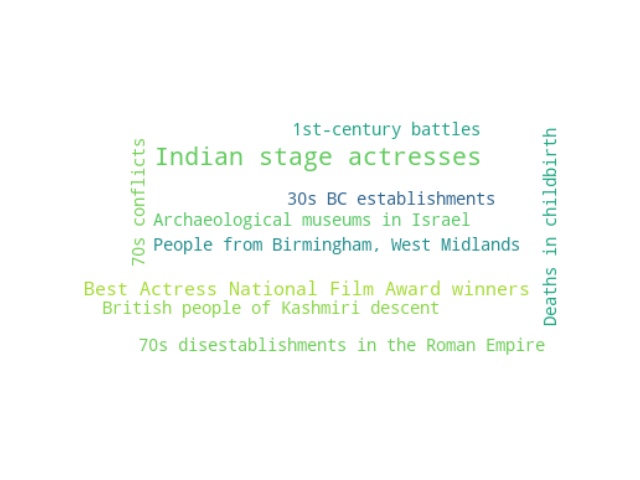 1st-century battles
Indian stage actresses
70s conflicts
30s BC establishments
Archaeological museums in Israel
People from Birmingham, West Midlands
Deaths in childbirth
Best Actress National Film Award winners
British people of Kashmiri descent
70s disestablishments in the Roman Empire